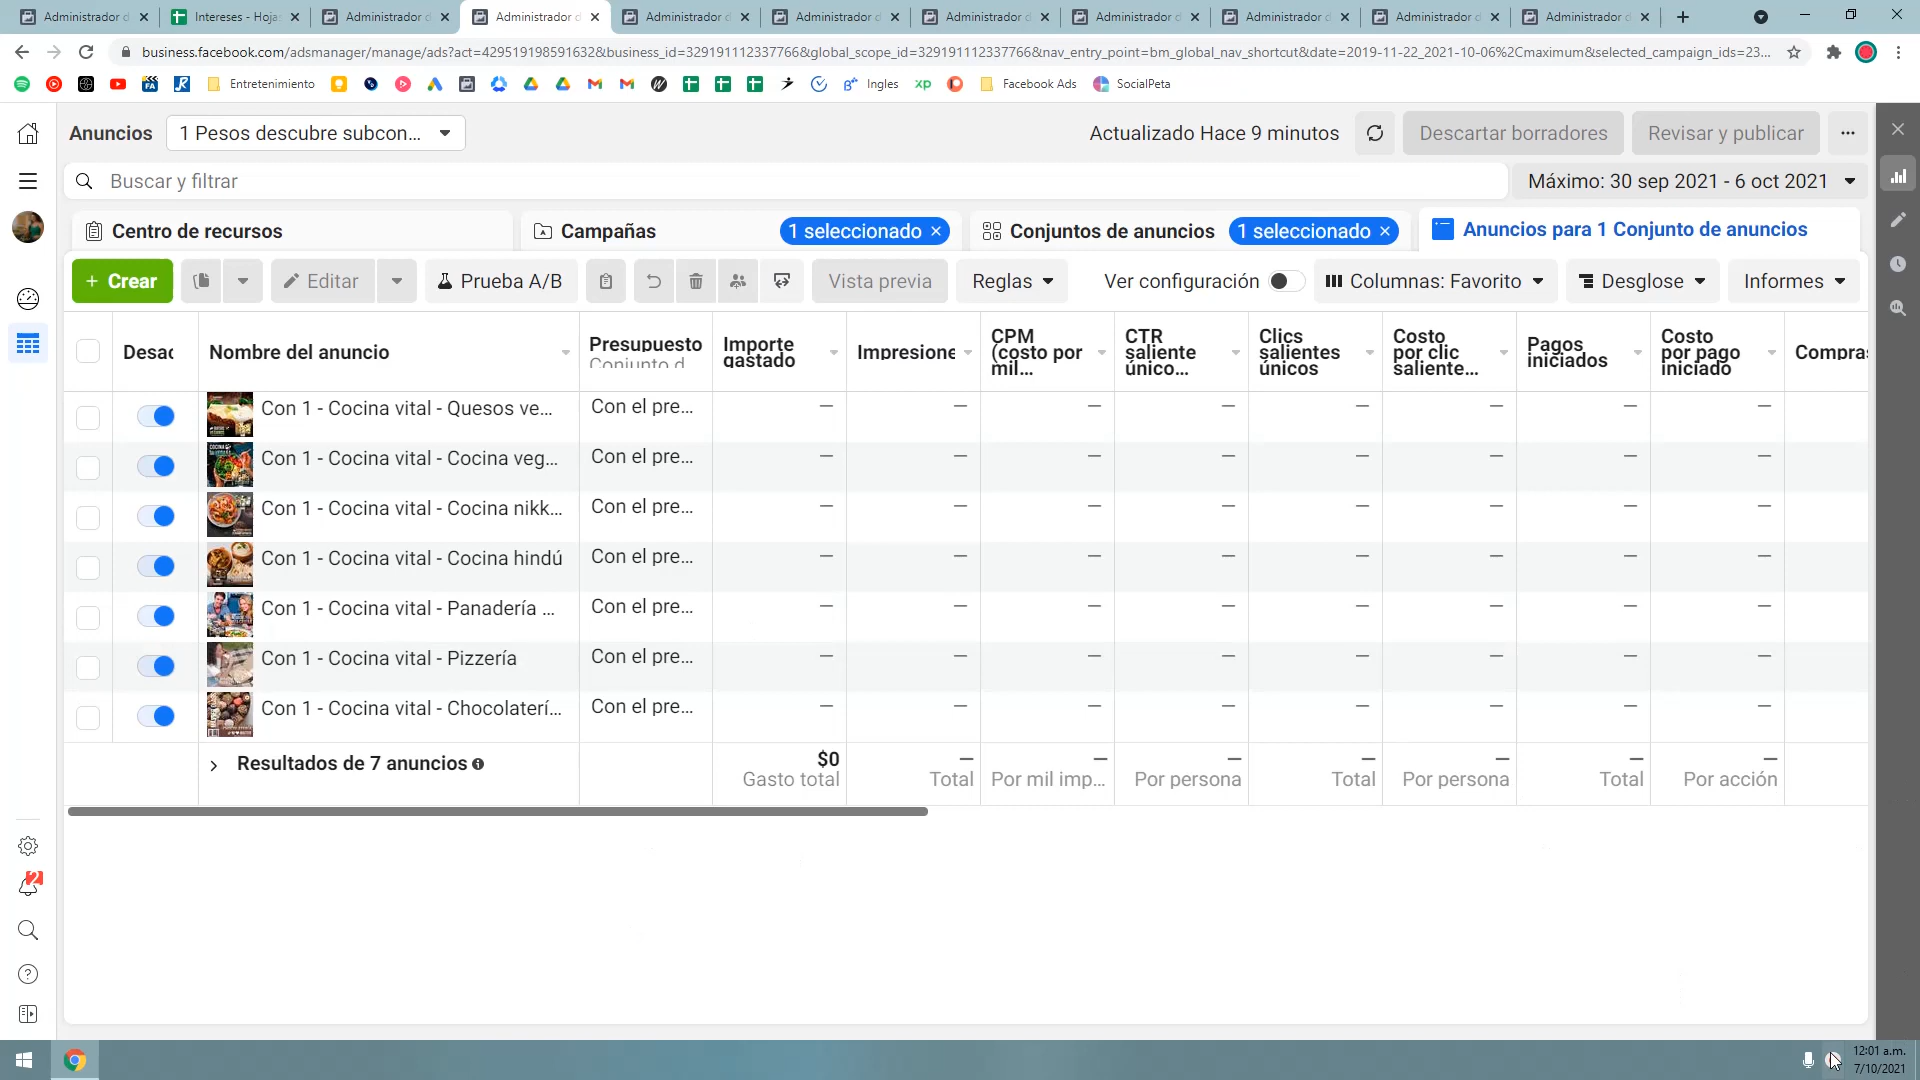 Administrador d
Intereses - Hoja
Administrador d
Administrador d
Administrador d
Administrador d
Administrador d
Administrador d
Administrador d
Administrador d
Administrador d
business.facebook.com/adsmanager/manage/ads?act=429519198591632&business_id=329191112337766&global_scope_id=329191112337766&nav_entry_point=bm_global_nav_shortcut&date=2019-11-22_2021-10-06%2Cmaximum&selected_campaign_ids=23...
Entretenimiento
Ingles
xp
Facebook Ads
SocialPeta
Anuncios
1 Pesos descubre subcon...
Actualizado Hace 9 minutos
Descartar borradores
Revisar y publicar
Buscar y filtrar
Máximo: 30 sep 2021 - 6 oct 2021
Centro de recursos
Campañas
1 seleccionado ×
Conjuntos de anuncios
1 seleccionado ×
Anuncios para 1 Conjunto de anuncios
+ Crear
Editar
Prueba A/B
Vista previa
Reglas
Ver configuración
Columnas: Favorito
Desglose
Informes
Desac
Nombre del anuncio
Presupuesto
Conjunto d
Importe
gastado
Impresione
CPM
(costo por
mil...
CTR
saliente
único...
Clics
salientes
únicos
Costo
por clic
saliente...
Pagos
iniciados
Costo
por pago
iniciado
Compras
Con 1 - Cocina vital - Quesos ve... Con el pre... — — — — — — — —
Con 1 - Cocina vital - Cocina veg... Con el pre... — — — — — — — —
Con 1 - Cocina vital - Cocina nikk... Con el pre... — — — — — — — —
Con 1 - Cocina vital - Cocina hindú Con el pre... — — — — — — — —
Con 1 - Cocina vital - Panadería ... Con el pre... — — — — — — — —
Con 1 - Cocina vital - Pizzería Con el pre... — — — — — — — —
Con 1 - Cocina vital - Chocolaterí... Con el pre... — — — — — — — —
Resultados de 7 anuncios
$0 — — — — — — —
Gasto total Total Por mil imp... Por persona Total Por persona Total Por acción
2
12:01 a.m.
7/10/2021